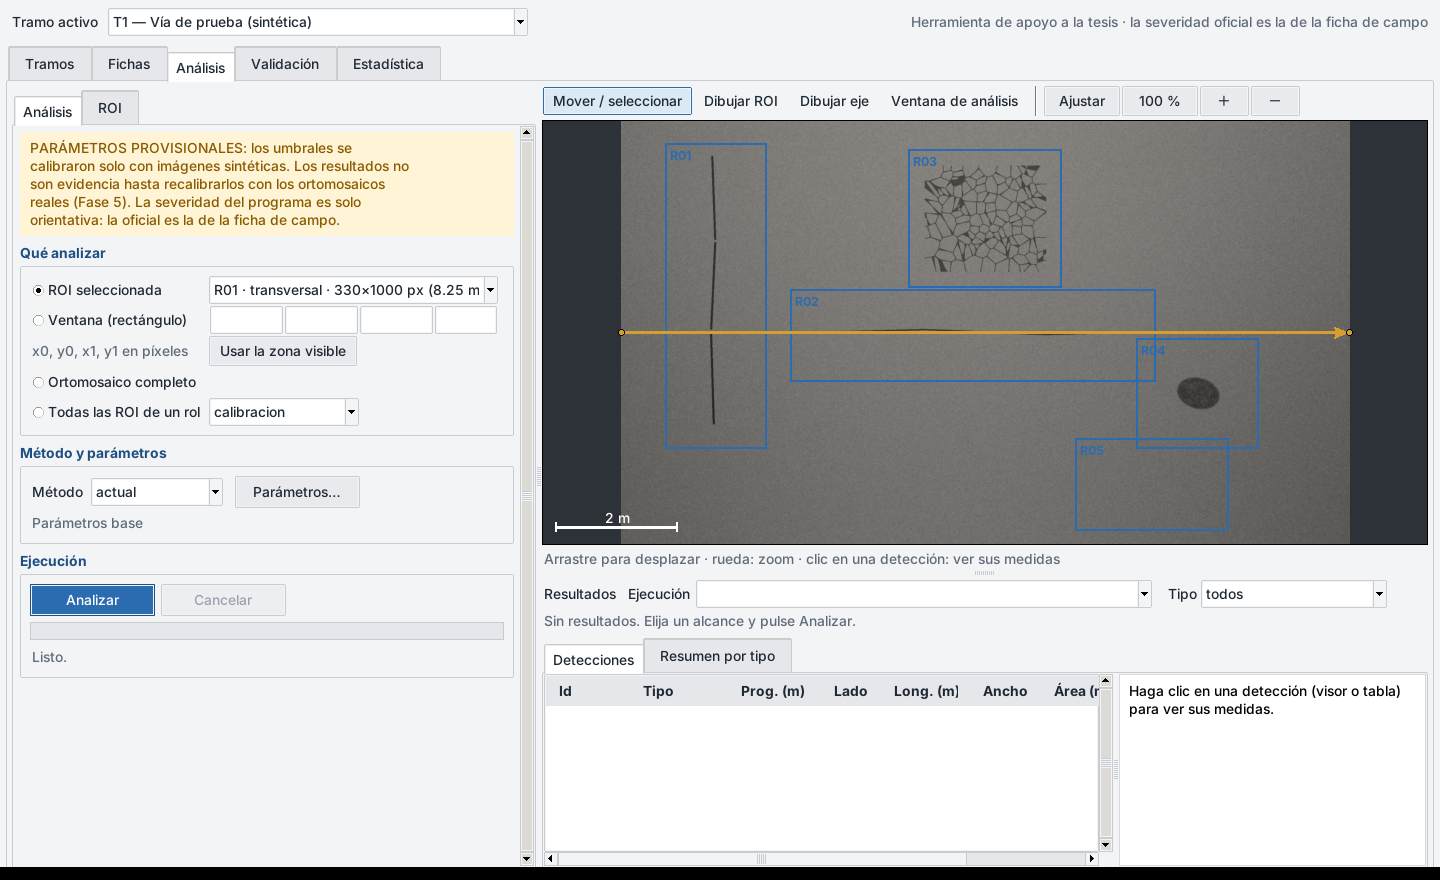 Tramo activo T1 — Vía de prueba (sintética) Herramienta de apoyo a la tesis · la severidad oficial es la de la ficha de campo
Tramos Fichas Análisis Validación Estadística
Análisis ROI
PARÁMETROS PROVISIONALES: los umbrales se
calibraron solo con imágenes sintéticas. Los resultados no
son evidencia hasta recalibrarlos con los ortomosaicos
reales (Fase 5). La severidad del programa es solo
orientativa: la oficial es la de la ficha de campo.
Qué analizar
ROI seleccionada R01 · transversal · 330×1000 px (8.25 m
Ventana (rectángulo)
x0, y0, x1, y1 en píxeles Usar la zona visible
Ortomosaico completo
Todas las ROI de un rol calibracion
Método y parámetros
Método actual Parámetros...
Parámetros base
Ejecución
Analizar Cancelar
Listo.
Mover / seleccionar Dibujar ROI Dibujar eje Ventana de análisis Ajustar 100 % + −
R01
R03
R02
R04
R05
2 m
Arrastre para desplazar · rueda: zoom · clic en una detección: ver sus medidas
Resultados Ejecución Tipo todos
Sin resultados. Elija un alcance y pulse Analizar.
Detecciones Resumen por tipo
Id Tipo Prog. (m) Lado Long. (m) Ancho Área (
Haga clic en una detección (visor o tabla)
para ver sus medidas.